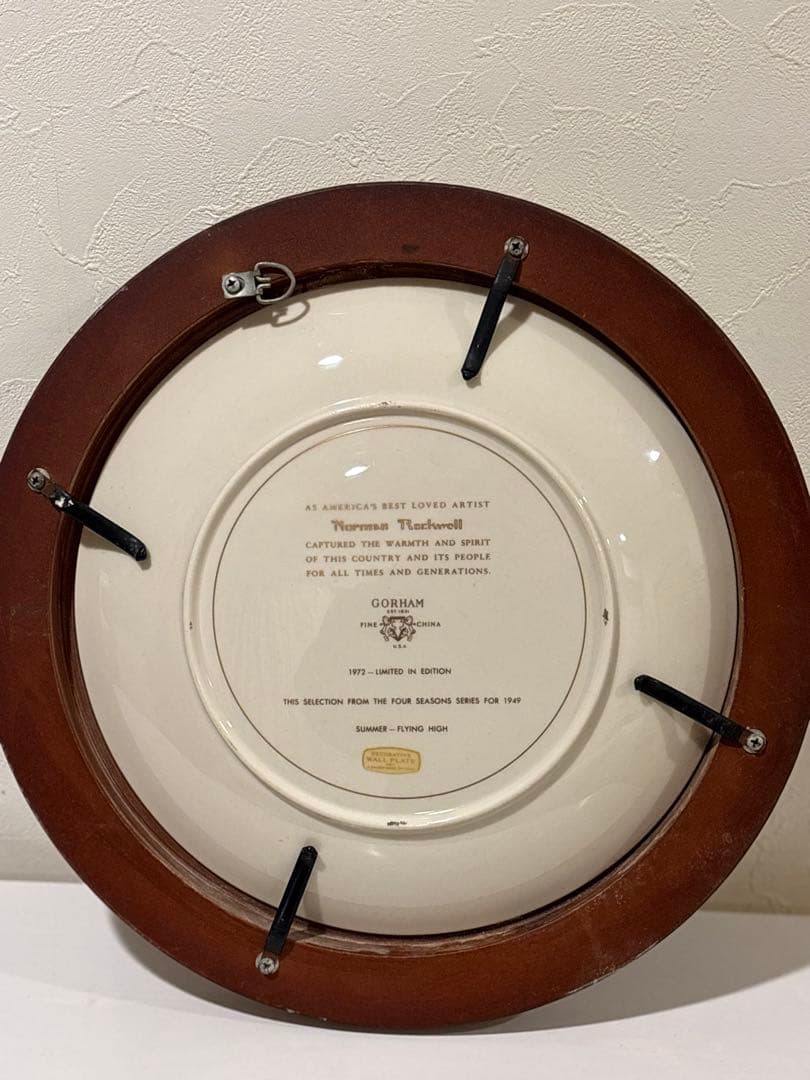 AS AMERICA'S BEST LOVED ARTIST
Norman Rockwell
CAPTURED THE WARMTH AND SPIRIT
OF THIS COUNTRY AND ITS PEOPLE
FOR ALL TIMES AND GENERATIONS.
GORHAM
EST 1831
FINE CHINA
U.S.A
1972 — LIMITED IN EDITION
THIS SELECTION FROM THE FOUR SEASONS SERIES FOR 1949
SUMMER — FLYING HIGH
DECORATIVE
WALL PLATE